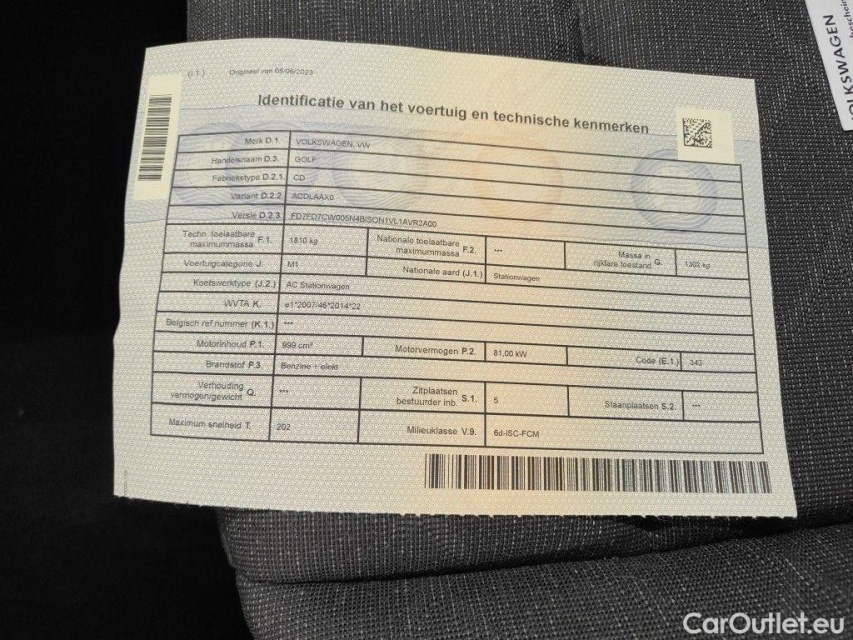 (i 1.) Origineel van 05/06/2023
Identificatie van het voertuig en technische kenmerken
Merk D.1. VOLKSWAGEN, VW
Handelsnaam D.3. GOLF
Fabriekstype D.2.1. CD
Variant D.2.2. ACDLAAX0
Versie D.2.3. FD7FD7CW005N4BISON1VL1AVR2A00
Techn. toelaatbare maximummassa F.1. 1810 kg Nationale toelaatbare maximummassa F.2. --- Massa in rijklare toestand G. 1362 kg
Voertuigcategorie J. M1 Nationale aard (J.1.) Stationwagen
Koetswerktype (J.2.) AC Stationwagen
WVTA K. e1*2007/46*2014*22
Belgisch ref.nummer (K.1.) ---
Motorinhoud P.1. 999 cm³ Motorvermogen P.2. 81,00 kW Code (E.1.) 343
Brandstof P.3. Benzine + elekt
Verhouding vermogen/gewicht Q. --- Zitplaatsen bestuurder inb. S.1. 5 Staanplaatsen S.2. ---
Maximum snelheid T. 202 Milieuklasse V.9. 6d-ISC-FCM
VOLKSWAGEN
CarOutlet.eu